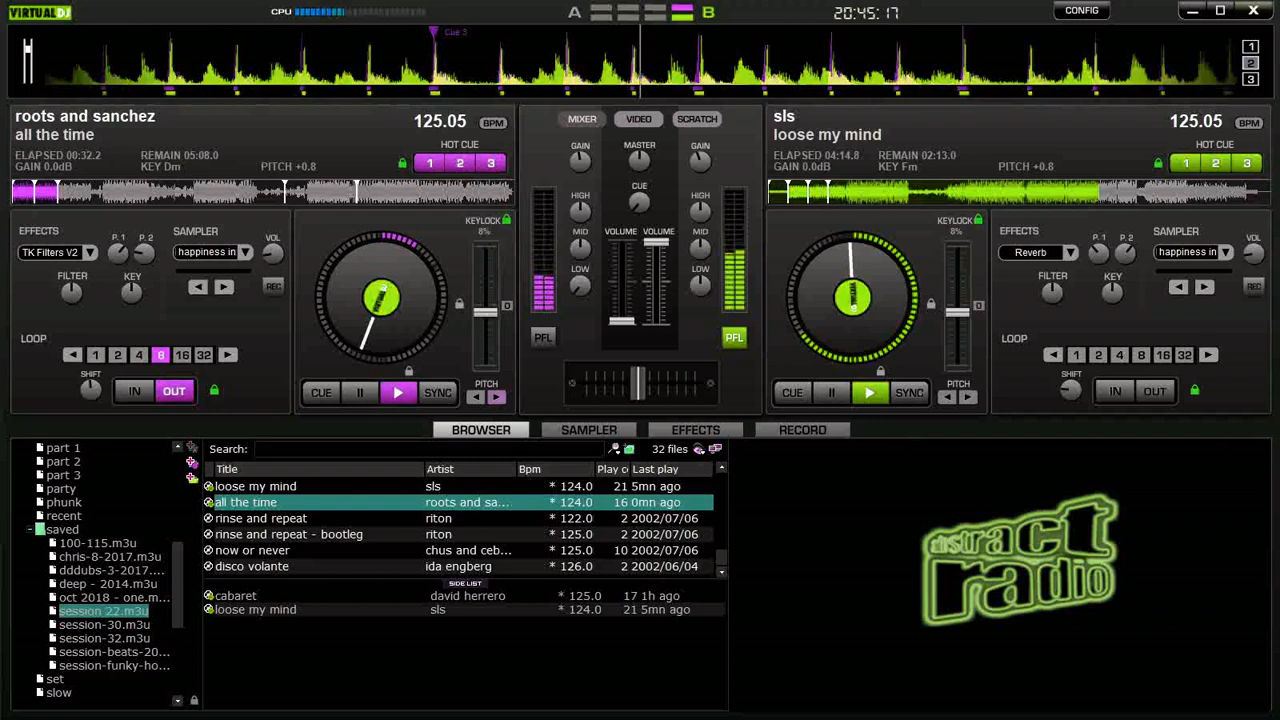 VIRTUAL DJ
CPU
A
B
20:45:17
CONFIG
Cue 3
1
2
3
roots and sanchez
all the time
125.05 BPM
ELAPSED 00:32.2 REMAIN 05:08.0
GAIN 0.0dB KEY Dm PITCH +0.8
HOT CUE
1 2 3
MIXER VIDEO SCRATCH
GAIN MASTER GAIN
HIGH CUE HIGH
MID VOLUME VOLUME MID
LOW LOW
PFL PFL
sls
loose my mind
125.05 BPM
ELAPSED 04:14.8 REMAIN 02:13.0
GAIN 0.0dB KEY Fm PITCH +0.8
HOT CUE
1 2 3
EFFECTS P. 1 P. 2 SAMPLER VOL
TK Filters V2 happiness in
FILTER KEY REC
LOOP
1 2 4 8 16 32
SHIFT IN OUT
KEYLOCK
8%
CUE SYNC PITCH
KEYLOCK
8%
CUE SYNC PITCH
EFFECTS P. 1 P. 2 SAMPLER VOL
Reverb happiness in
FILTER KEY REC
LOOP
1 2 4 8 16 32
SHIFT IN OUT
BROWSER SAMPLER EFFECTS RECORD
part 1
part 2
part 3
party
phunk
recent
saved
100-115.m3u
chris-8-2017.m3u
dddubs-3-2017....
deep - 2014.m3u
oct 2018 - one.m...
session 22.m3u
session-30.m3u
session-32.m3u
session-beats-20...
session-funky-ho...
set
slow
Search: 32 files
Title Artist Bpm Play c Last play
loose my mind sls * 124.0 21 5mn ago
all the time roots and sa... * 124.0 16 0mn ago
rinse and repeat riton * 122.0 2 2002/07/06
rinse and repeat - bootleg riton * 125.0 2 2002/07/06
now or never chus and ceb... * 125.0 10 2002/07/06
disco volante ida engberg * 126.0 2 2002/06/04
SIDE LIST
cabaret david herrero * 125.0 17 1h ago
loose my mind sls * 124.0 21 5mn ago
distract
radio